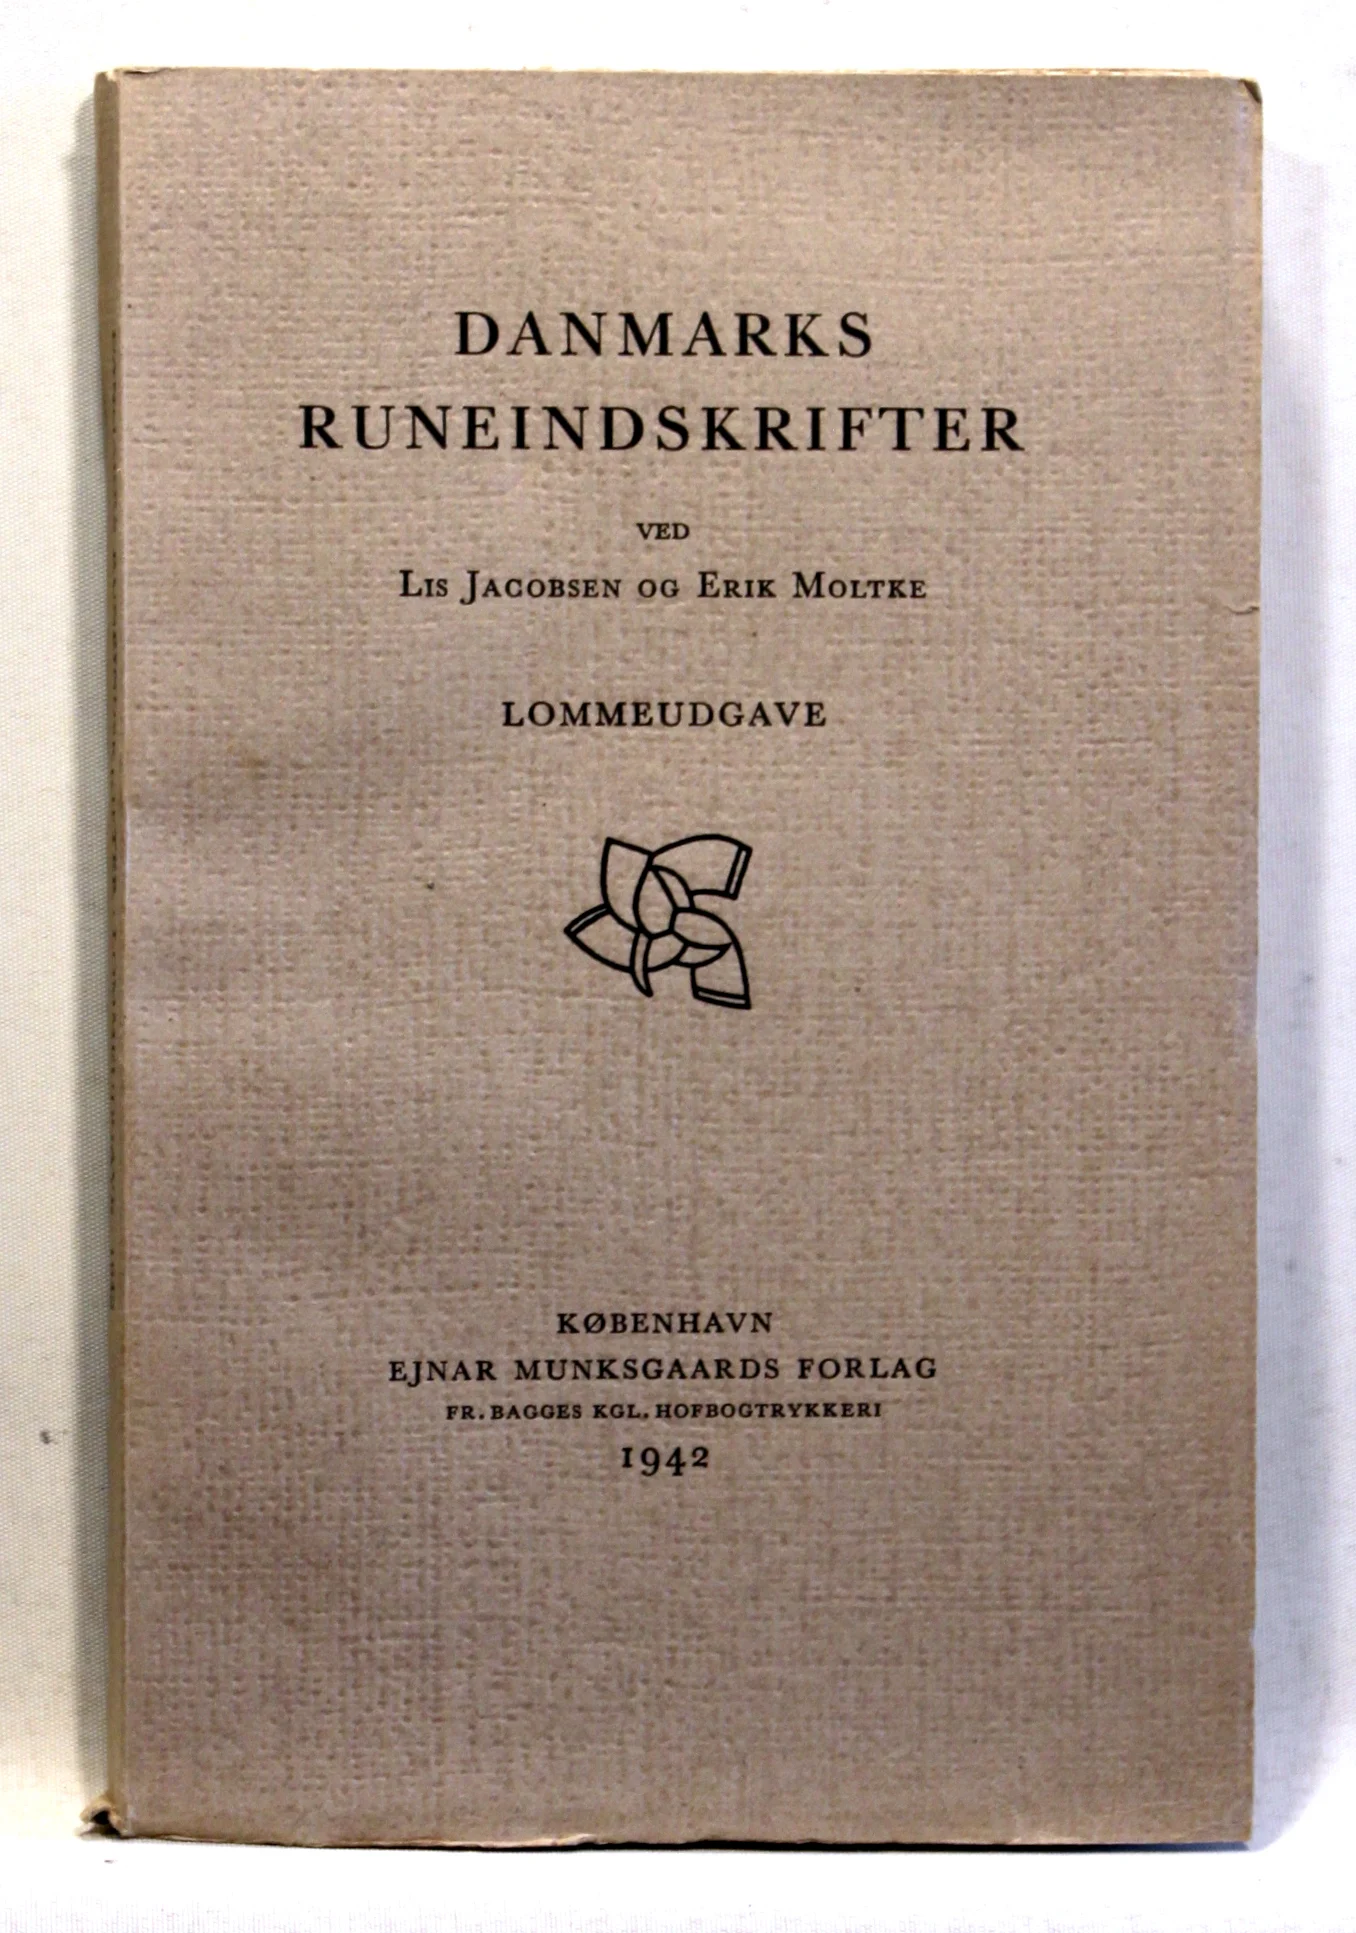 DANMARKS
RUNEINDSKRIFTER
VED
LIS JACOBSEN OG ERIK MOLTKE
LOMMEUDGAVE
KØBENHAVN
EJNAR MUNKSGAARDS FORLAG
FR. BAGGES KGL. HOFBOGTRYKKERI
1942